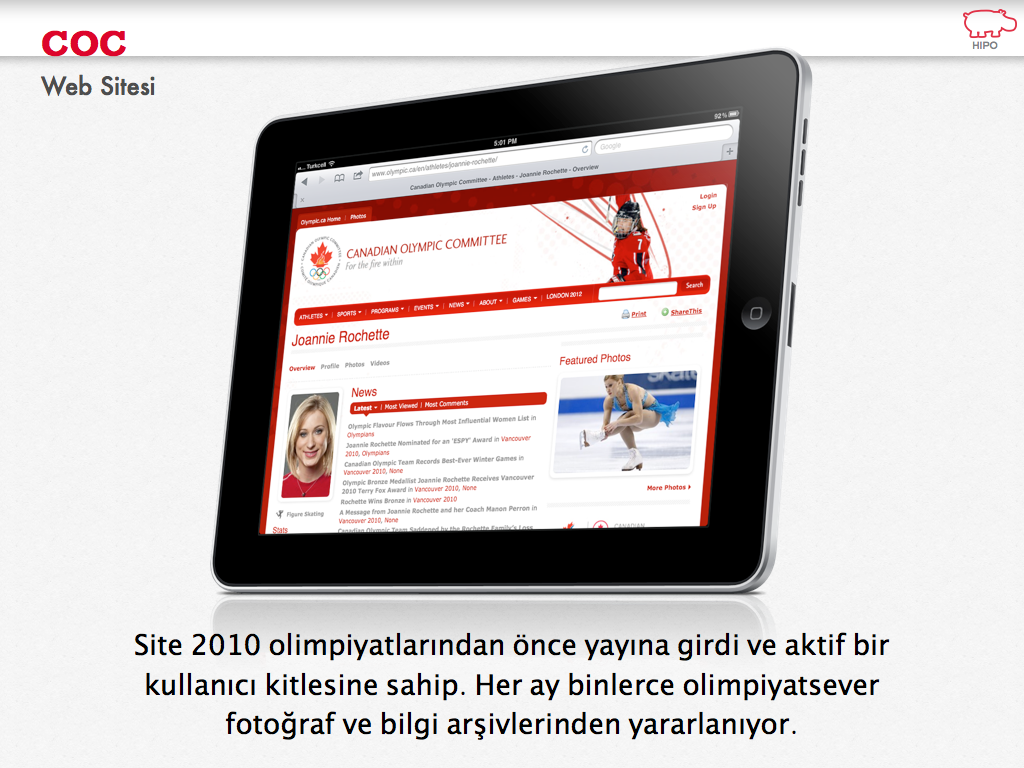 COC
HIPO
Web Sitesi
Turkcell
5:01 PM
92%
www.olympic.ca/en/athletes/joannie-rochette/
Google
Canadian Olympic Committee - Athletes - Joannie Rochette - Overview
Olympic.ca Home | Photos
Login
Sign Up
CANADIAN OLYMPIC COMMITTEE
For the fire within
7
ATHLETES | SPORTS | PROGRAMS | EVENTS | NEWS | ABOUT | GAMES | LONDON 2012
Search
Print
ShareThis
Joannie Rochette
Overview Profile Photos Videos
News
Latest | Most Viewed | Most Comments
Olympic Flavour Flows Through Most Influential Women List in
Olympians
Joannie Rochette Nominated for an 'ESPY' Award in Vancouver
2010, Olympians
Canadian Olympic Team Records Best-Ever Winter Games in
Vancouver 2010, None
Olympic Bronze Medallist Joannie Rochette Receives Vancouver
2010 Terry Fox Award in Vancouver 2010, None
Rochette Wins Bronze in Vancouver 2010
A Message from Joannie Rochette and her Coach Manon Perron in
Vancouver 2010, None
Canadian Olympic Team Saddened by the Rochette Family's Loss
Figure Skating
Stats
Featured Photos
More Photos
CANADIAN
Site 2010 olimpiyatlarından önce yayına girdi ve aktif bir
kullanıcı kitlesine sahip. Her ay binlerce olimpiyatsever
fotoğraf ve bilgi arşivlerinden yararlanıyor.